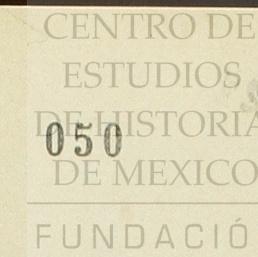 CENTRO DE
ESTUDIOS
DE HISTORIA
050
DE MEXICO
FUNDACIÓ